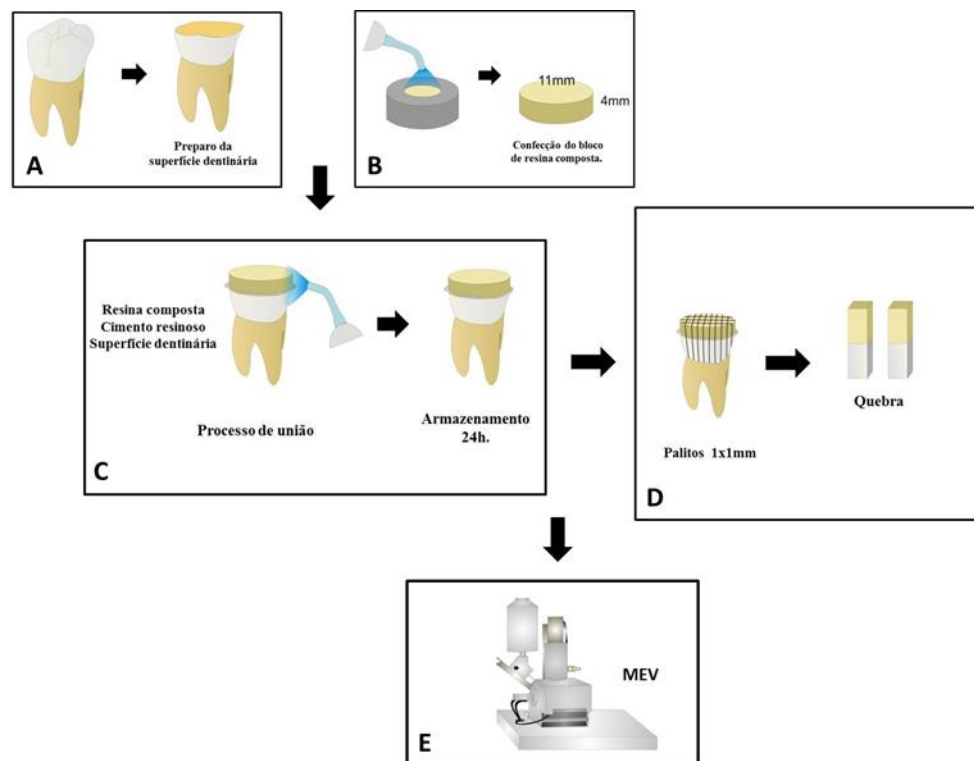 Preparo da
superfície dentinária
A
11mm
4mm
Confecção do bloco
de resina composta.
B
Resina composta
Cimento resinoso
Superfície dentinária
Processo de união
Armazenamento
24h.
C
Palitos 1x1mm
Quebra
D
MEV
E